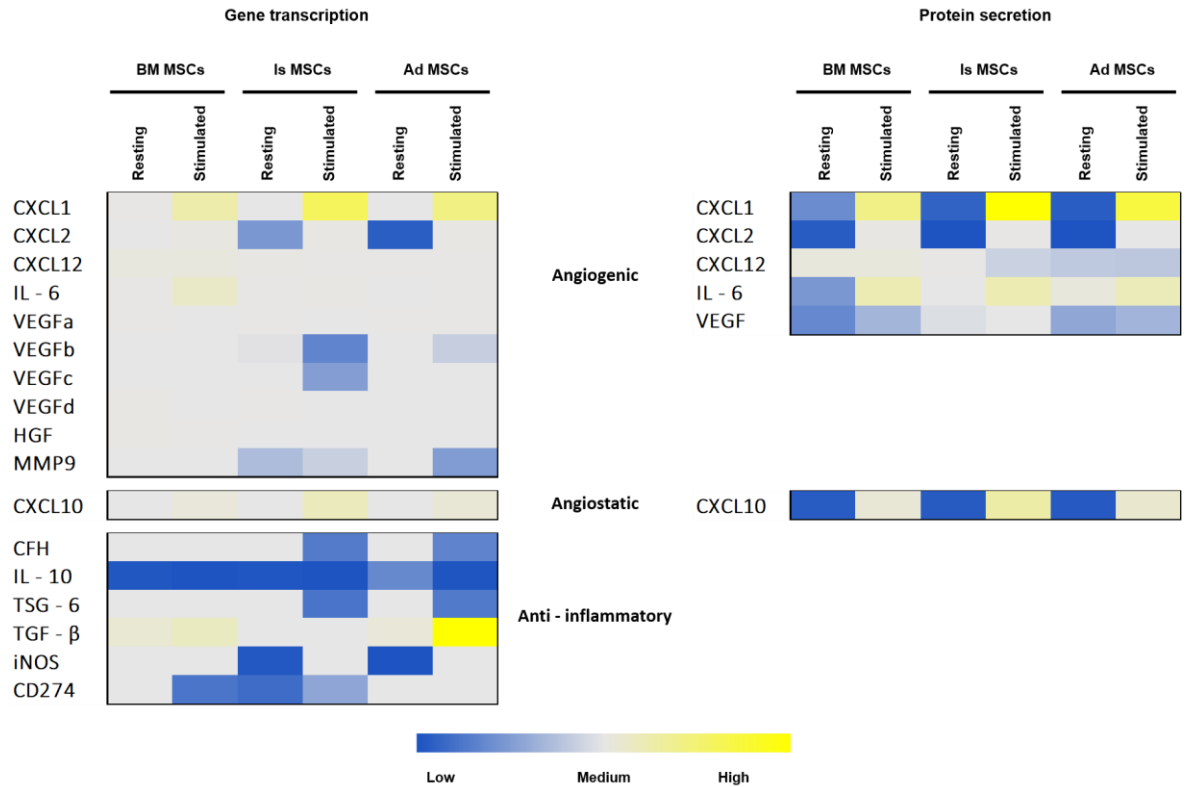 Gene transcription
Protein secretion
BM MSCs
Is MSCs
Ad MSCs
BM MSCs
Is MSCs
Ad MSCs
Resting
Stimulated
Resting
Stimulated
Resting
Stimulated
Resting
Stimulated
Resting
Stimulated
Resting
Stimulated
CXCL1
CXCL2
CXCL12
IL - 6
VEGFa
VEGFb
VEGFc
VEGFd
HGF
MMP9
Angiogenic
CXCL1
CXCL2
CXCL12
IL - 6
VEGF
CXCL10
Angiostatic
CXCL10
CFH
IL - 10
TSG - 6
TGF - β
iNOS
CD274
Anti - inflammatory
Low
Medium
High